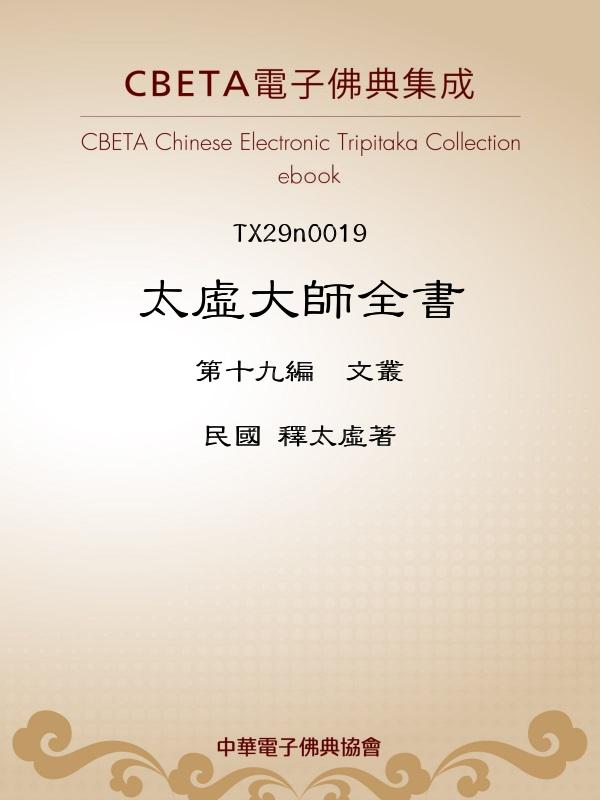 CBETA電子佛典集成
CBETA Chinese Electronic Tripitaka Collection
ebook
TX29n0019
太虛大師全書
第十九編　文叢
民國 釋太虛著
中華電子佛典協會